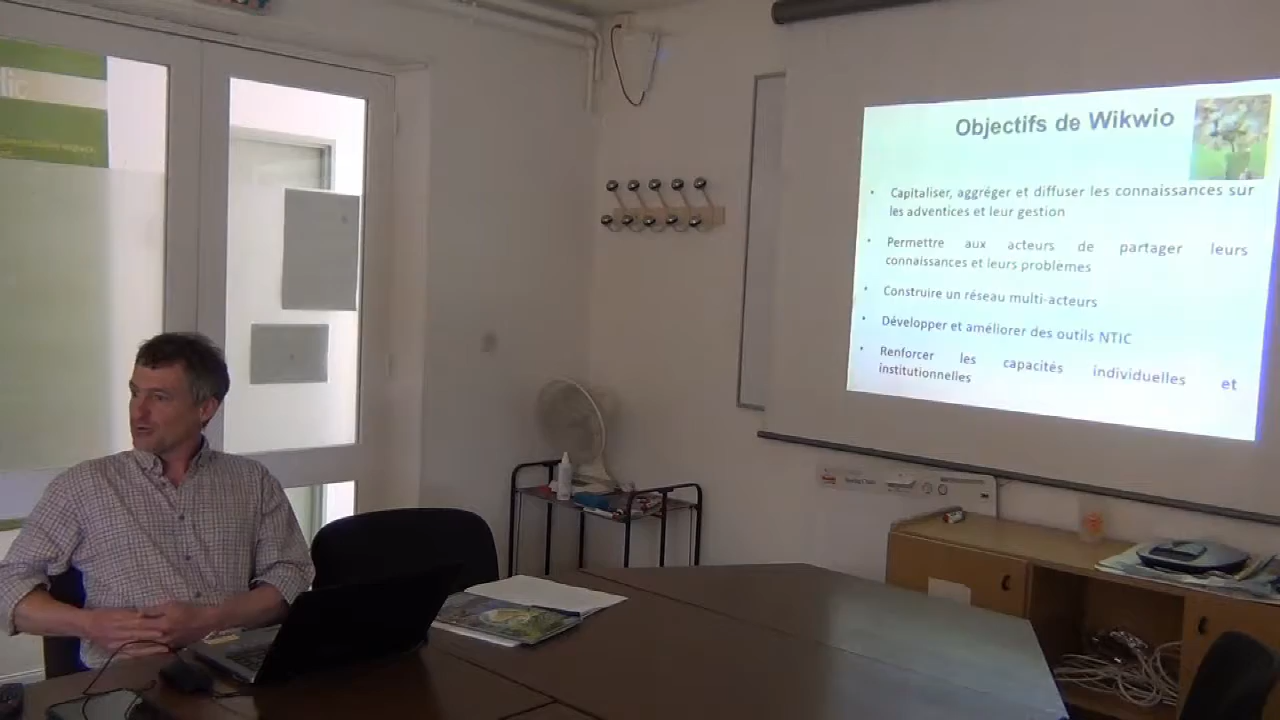 lic
Objectifs de Wikwio
• Capitaliser, aggréger et diffuser les connaissances sur
les adventices et leur gestion
• Permettre aux acteurs de partager leurs
connaissances et leurs problèmes
• Construire un réseau multi-acteurs
• Développer et améliorer des outils NTIC
• Renforcer les capacités individuelles et
institutionnelles